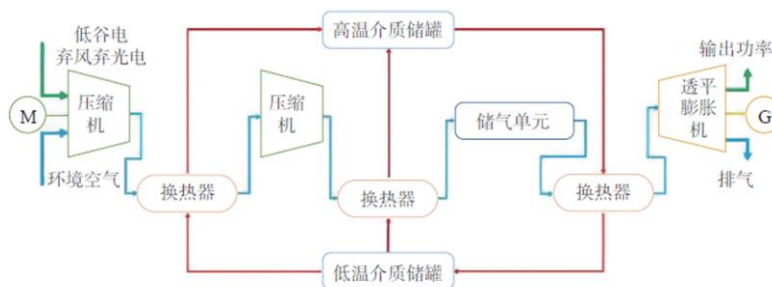 高温介质储罐
低谷电
弃风弃光电
输出功率
M
压缩
机
压缩
机
储气单元
透平
膨胀
机
G
环境空气
换热器
换热器
换热器
排气
低温介质储罐